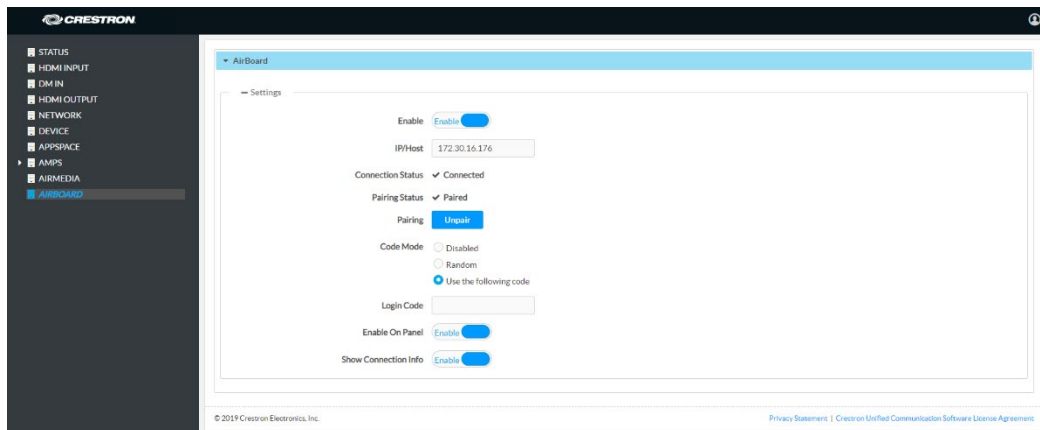 CRESTRON
STATUS
HDMI INPUT
DM IN
HDMI OUTPUT
NETWORK
DEVICE
APPSPACE
AMPS
AIRMEDIA
AIRBOARD
AirBoard
Settings
Enable Enable
IP/Host 172.30.16.176
Connection Status Connected
Pairing Status Paired
Pairing Unpair
Code Mode Disabled
Random
Use the following code
Login Code
Enable On Panel Enable
Show Connection Info Enable
© 2019 Crestron Electronics, Inc. Privacy Statement | Crestron Unified Communication Software License Agreement